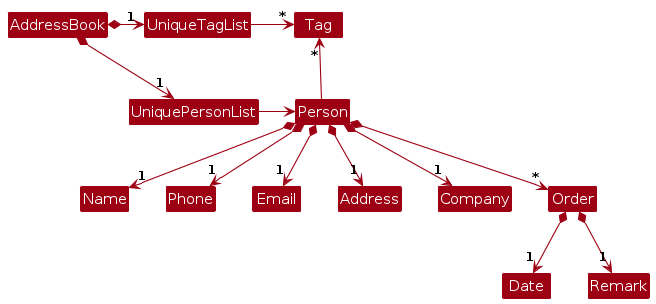 AddressBook 1 UniqueTagList * Tag
*
1
UniquePersonList Person
1 1 1 1 1 *
Name Phone Email Address Company Order
1 1
Date Remark